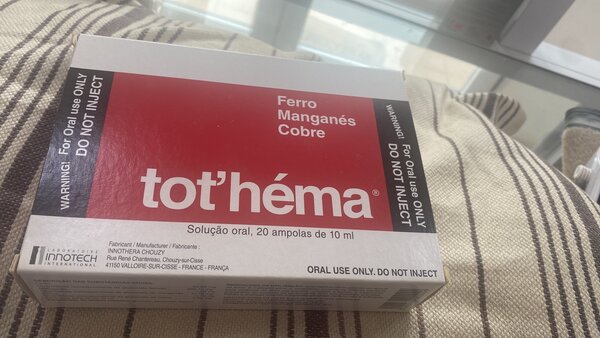 WARNING! For Oral use ONLY
DO NOT INJECT
Ferro
Manganés
Cobre
WARNING! For Oral use ONLY
DO NOT INJECT
tot'héma®
Solução oral, 20 ampolas de 10 ml
LABORATOIRE
INNOTECH
INTERNATIONAL
Fabricant / Manufacturer / Fabricante :
INNOTHERA CHOUZY
Rue René Chantereau, Chouzy-sur-Cisse
41150 VALLOIRE-SUR-CISSE - FRANCE - FRANÇA
ORAL USE ONLY. DO NOT INJECT